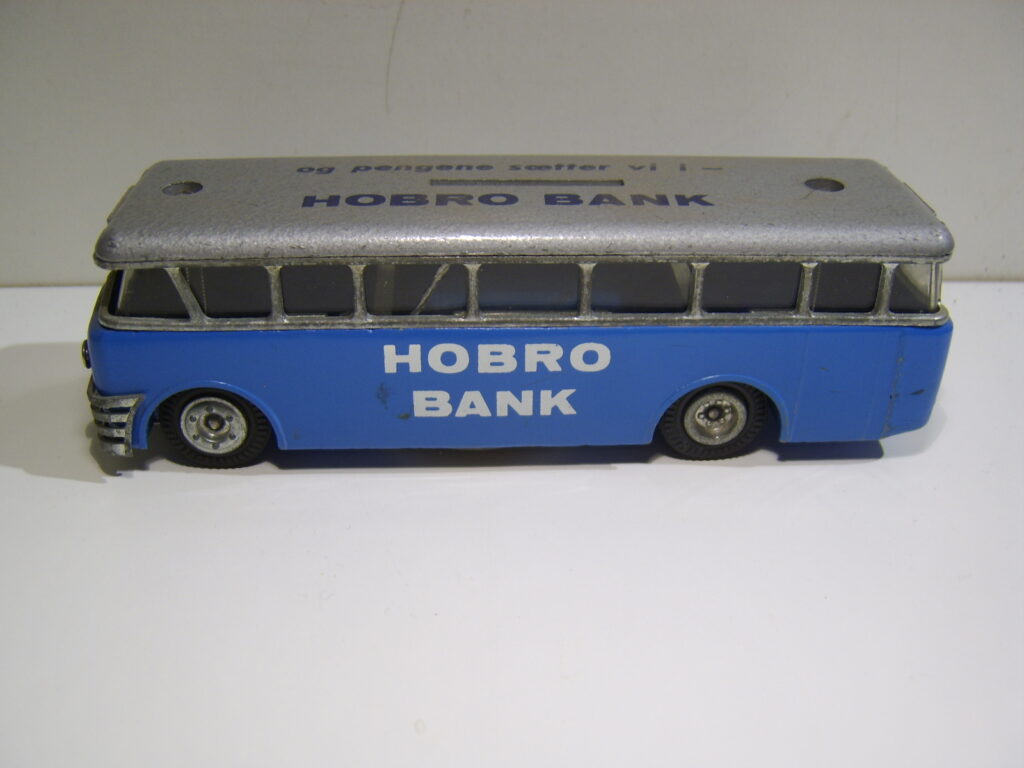 og pengene sætter vi i –
HOBRO BANK
HOBRO
BANK